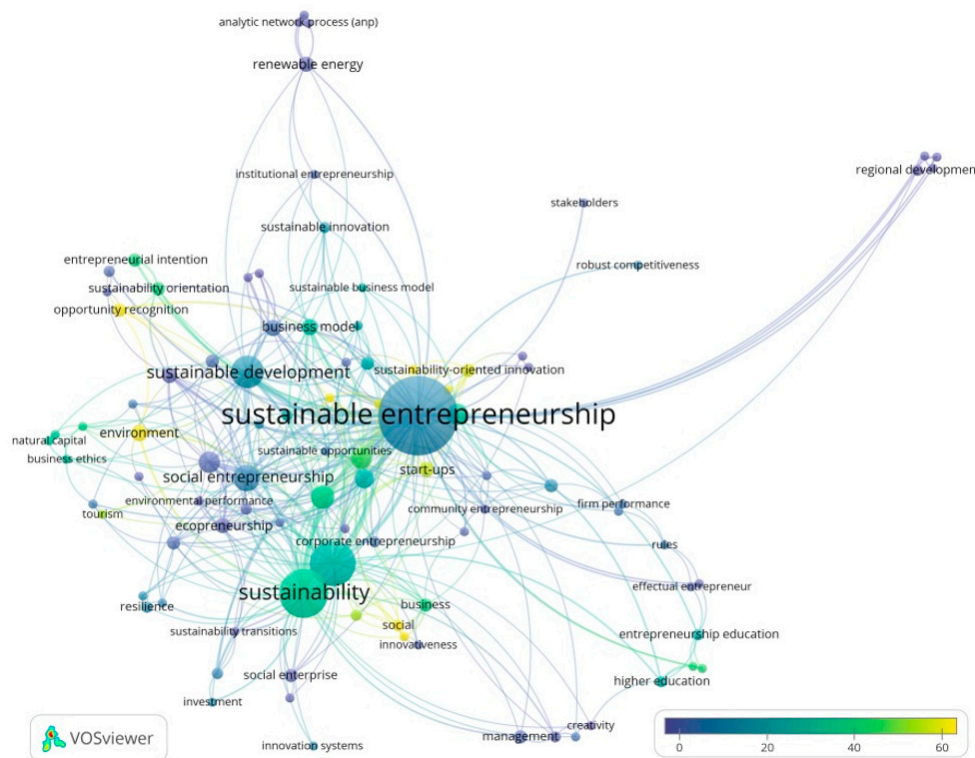 analytic network process (anp)
renewable energy
regional developmen
institutional entrepreneurship
stakeholders
sustainable innovation
entrepreneurial intention
robust competitiveness
sustainability orientation
sustainable business model
opportunity recognition
business model
sustainable development
sustainability-oriented innovation
sustainable entrepreneurship
environment
natural capital
sustainable opportunities
business ethics
start-ups
social entrepreneurship
environmental performance
firm performance
community entrepreneurship
tourism
ecopreneurship
corporate entrepreneurship
rules
effectual entrepreneur
sustainability
resilience
business
social
sustainability transitions
entrepreneurship education
innovativeness
social enterprise
higher education
investment
creativity
management
innovation systems
VOSviewer
0 20 40 60